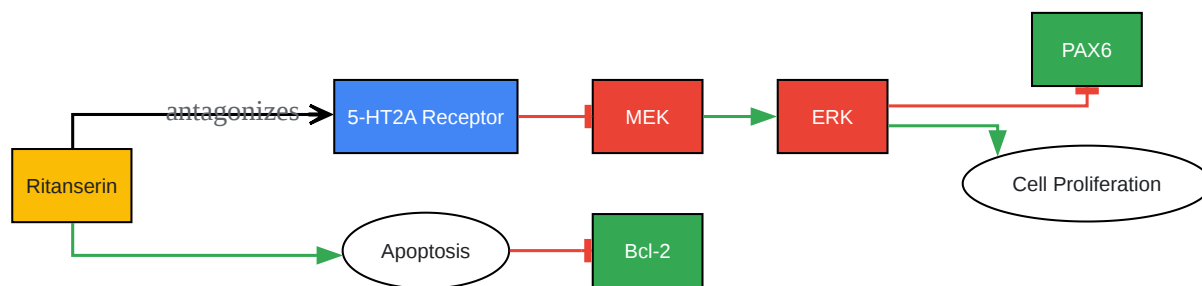 PAX6
antagonizes
5-HT2A Receptor
MEK
ERK
Ritanserin
Cell Proliferation
Apoptosis
Bcl-2